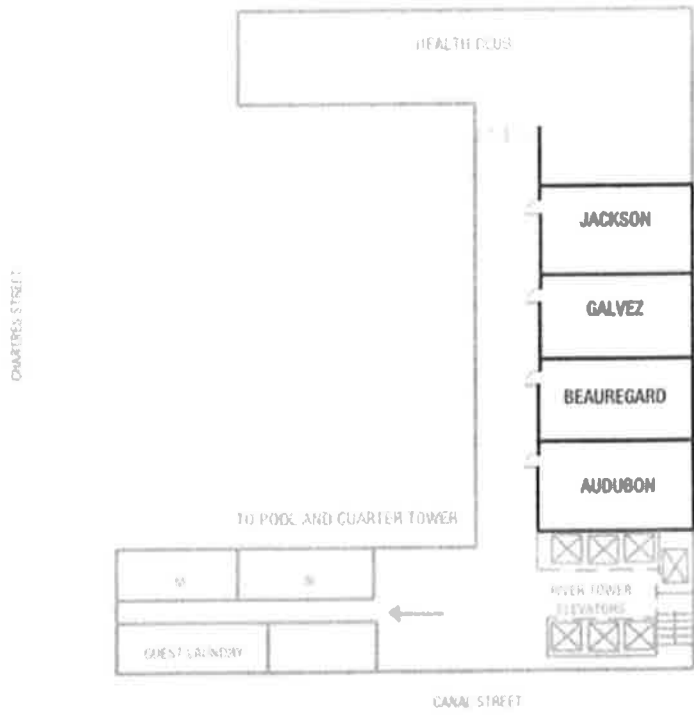 HEALTH CLUB
JACKSON
GALVEZ
CHARTRES STREET
BEAUREGARD
AUDUBON
TO POOL AND QUARTER TOWER
RIVER TOWER
ELEVATORS
GUEST LAUNDRY
CANAL STREET